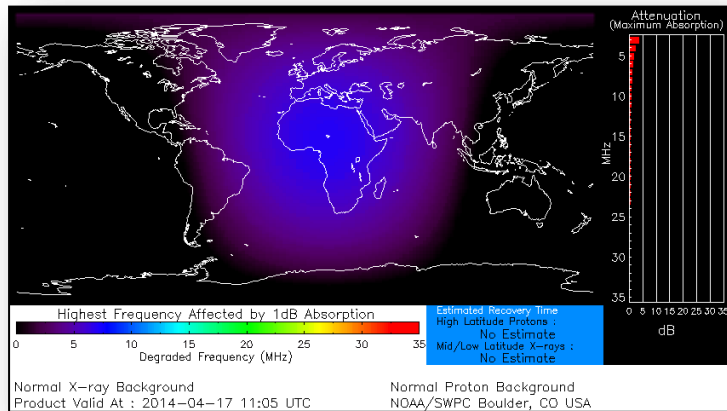 Attenuation
(Maximum Absorption)
5
10
15
20
25
30
35
MHz
0 5 10 15 20 25 30 35
dB
Highest Frequency Affected by 1dB Absorption
0 5 10 15 20 25 30 35
Degraded Frequency (MHz)
Estimated Recovery Time
High Latitude Protons :
No Estimate
Mid/Low Latitude X-rays :
No Estimate
Normal X-ray Background
Product Valid At : 2014-04-17 11:05 UTC
Normal Proton Background
NOAA/SWPC Boulder, CO USA